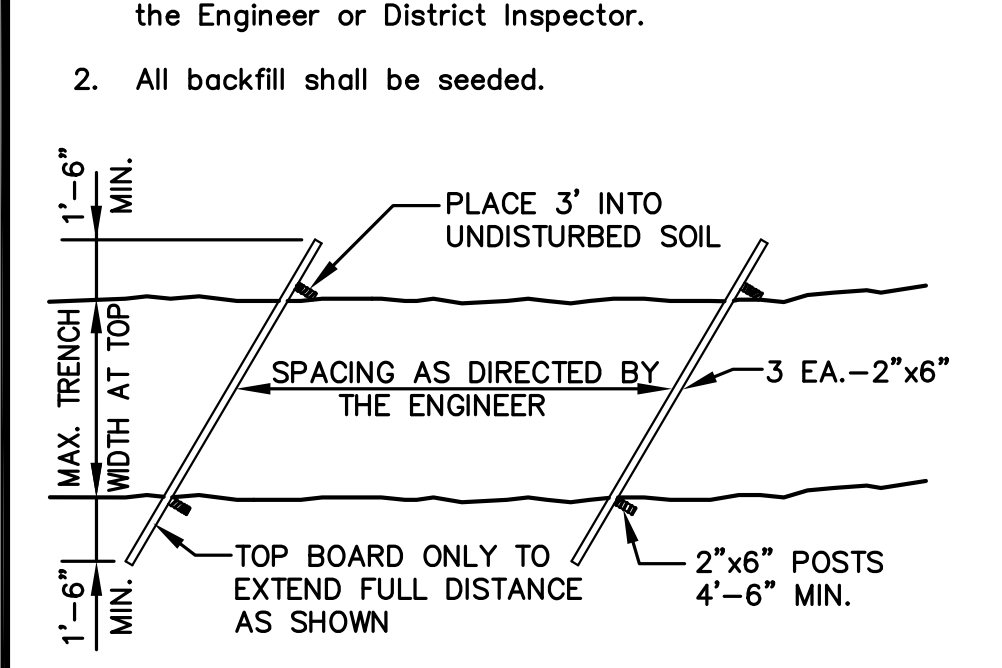 the Engineer or District Inspector.
2. All backfill shall be seeded.
1'-6"
MIN.
PLACE 3' INTO
UNDISTURBED SOIL
MAX. TRENCH
WIDTH AT TOP
SPACING AS DIRECTED BY
THE ENGINEER
3 EA.-2"x6"
1'-6"
MIN.
TOP BOARD ONLY TO
EXTEND FULL DISTANCE
AS SHOWN
2"x6" POSTS
4'-6" MIN.